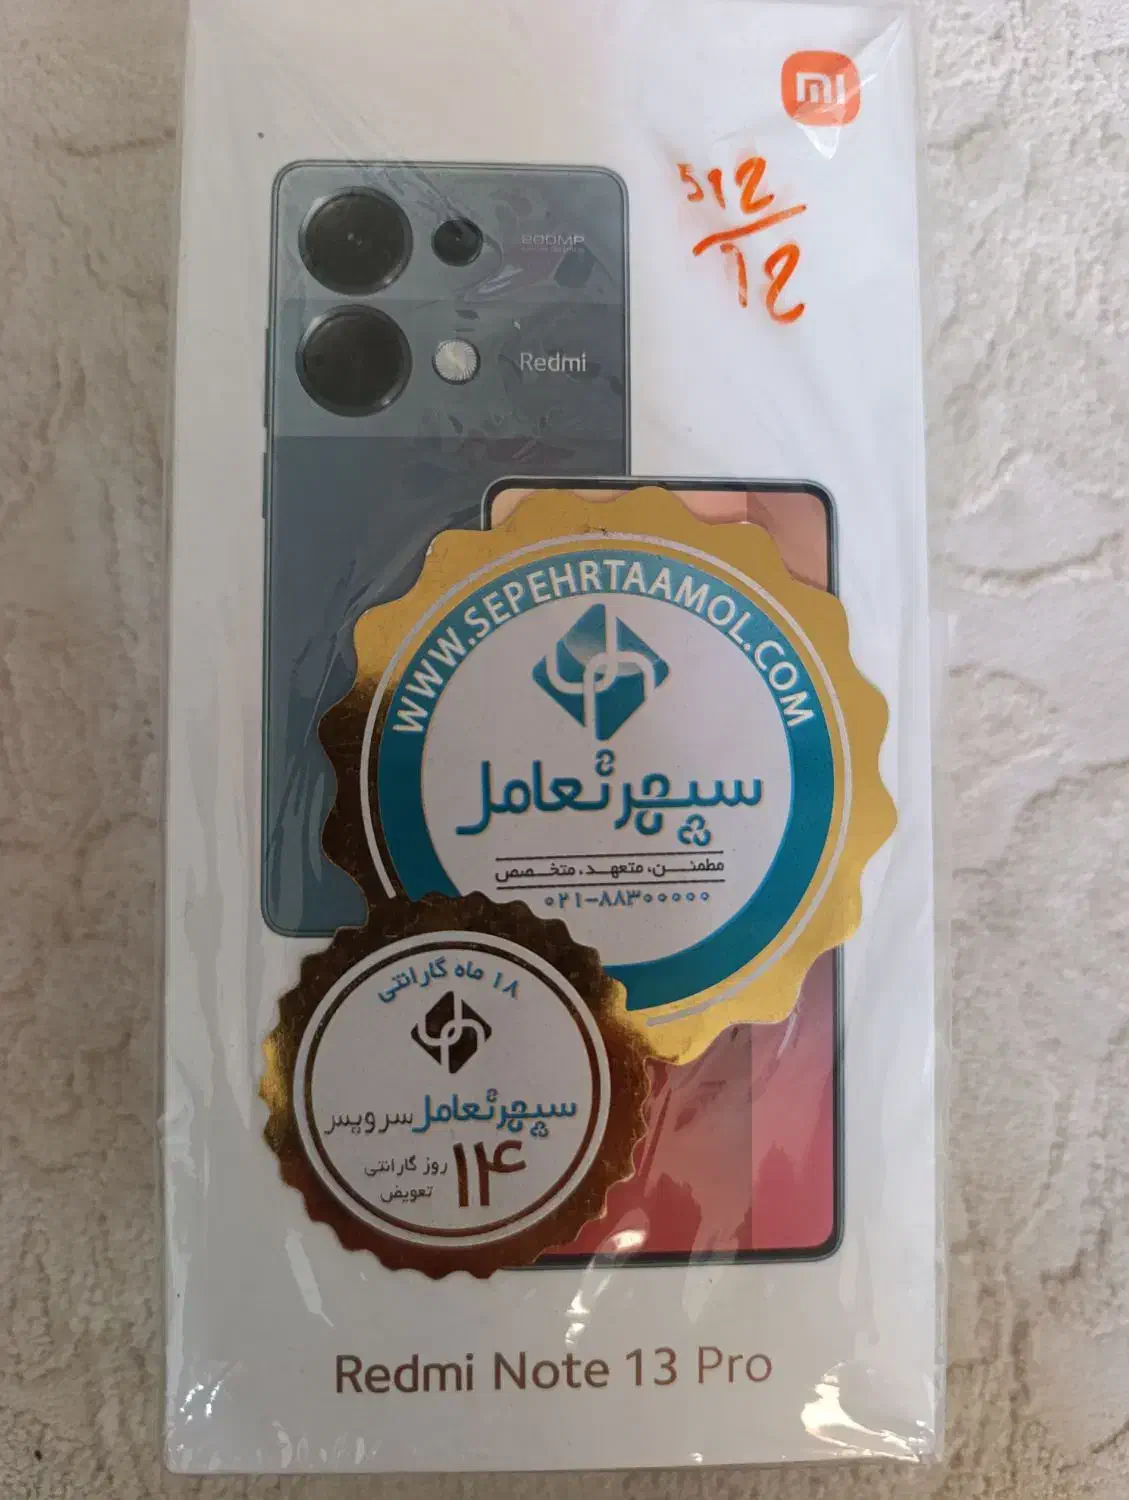 mi
512
12
200MP
Redmi
WWW.SEPEHRTAAMOL.COM
سپهرتعامل
مطمئن، متعهد، متخصص
۰۲۱-۸۸۳۰۰۰۰۰
۱۸ ماه گارانتی
سپهرتعامل سرویس
۱۴ روز گارانتی
تعویض
Redmi Note 13 Pro